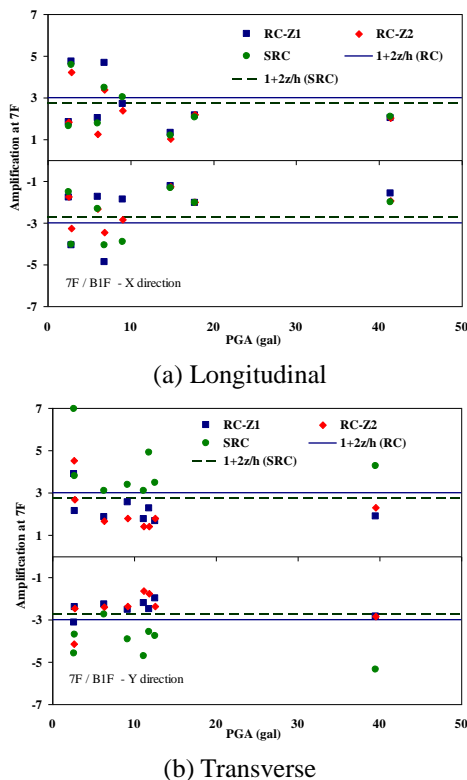 7
RC-Z1
RC-Z2
SRC
1+2z/h (RC)
1+2z/h (SRC)
5
3
1
-1
-3
-5
-7
Amplification at 7F
7F / B1F - X direction
0 10 20 30 40 50
PGA (gal)
(a) Longitudinal
7
RC-Z1
RC-Z2
SRC
1+2z/h (RC)
1+2z/h (SRC)
5
3
1
-1
-3
-5
-7
Amplification at 7F
7F / B1F - Y direction
0 10 20 30 40 50
PGA (gal)
(b) Transverse